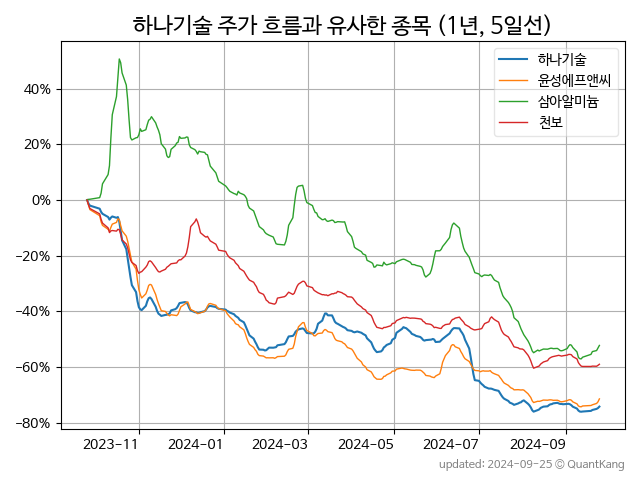 하나기술 주가 흐름과 유사한 종목 (1년, 5일선)
하나기술
윤성에프앤씨
삼아알미늄
천보
40%
20%
0%
−20%
−40%
−60%
−80%
2023−11
2024−01
2024−03
2024−05
2024−07
2024−09
updated: 2024−09−25 © QuantKang